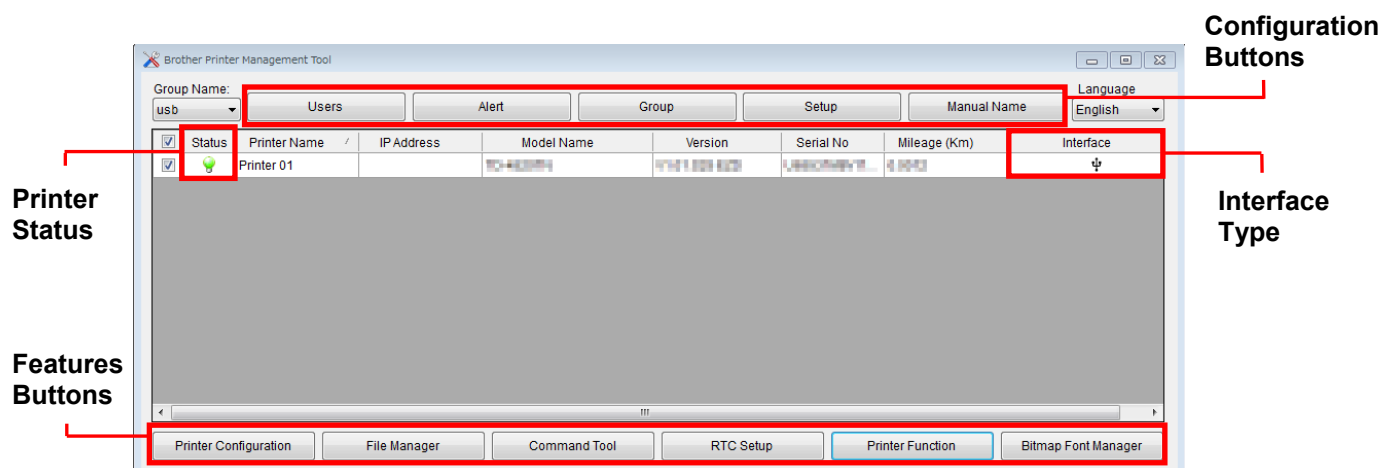 Configuration
Buttons
Brother Printer Management Tool
Group Name:
Language
usb
Users
Alert
Group
Setup
Manual Name
English
Status
Printer Name
IP Address
Model Name
Version
Serial No
Mileage (Km)
Interface
Printer 01
Printer
Status
Interface
Type
Features
Buttons
Printer Configuration
File Manager
Command Tool
RTC Setup
Printer Function
Bitmap Font Manager